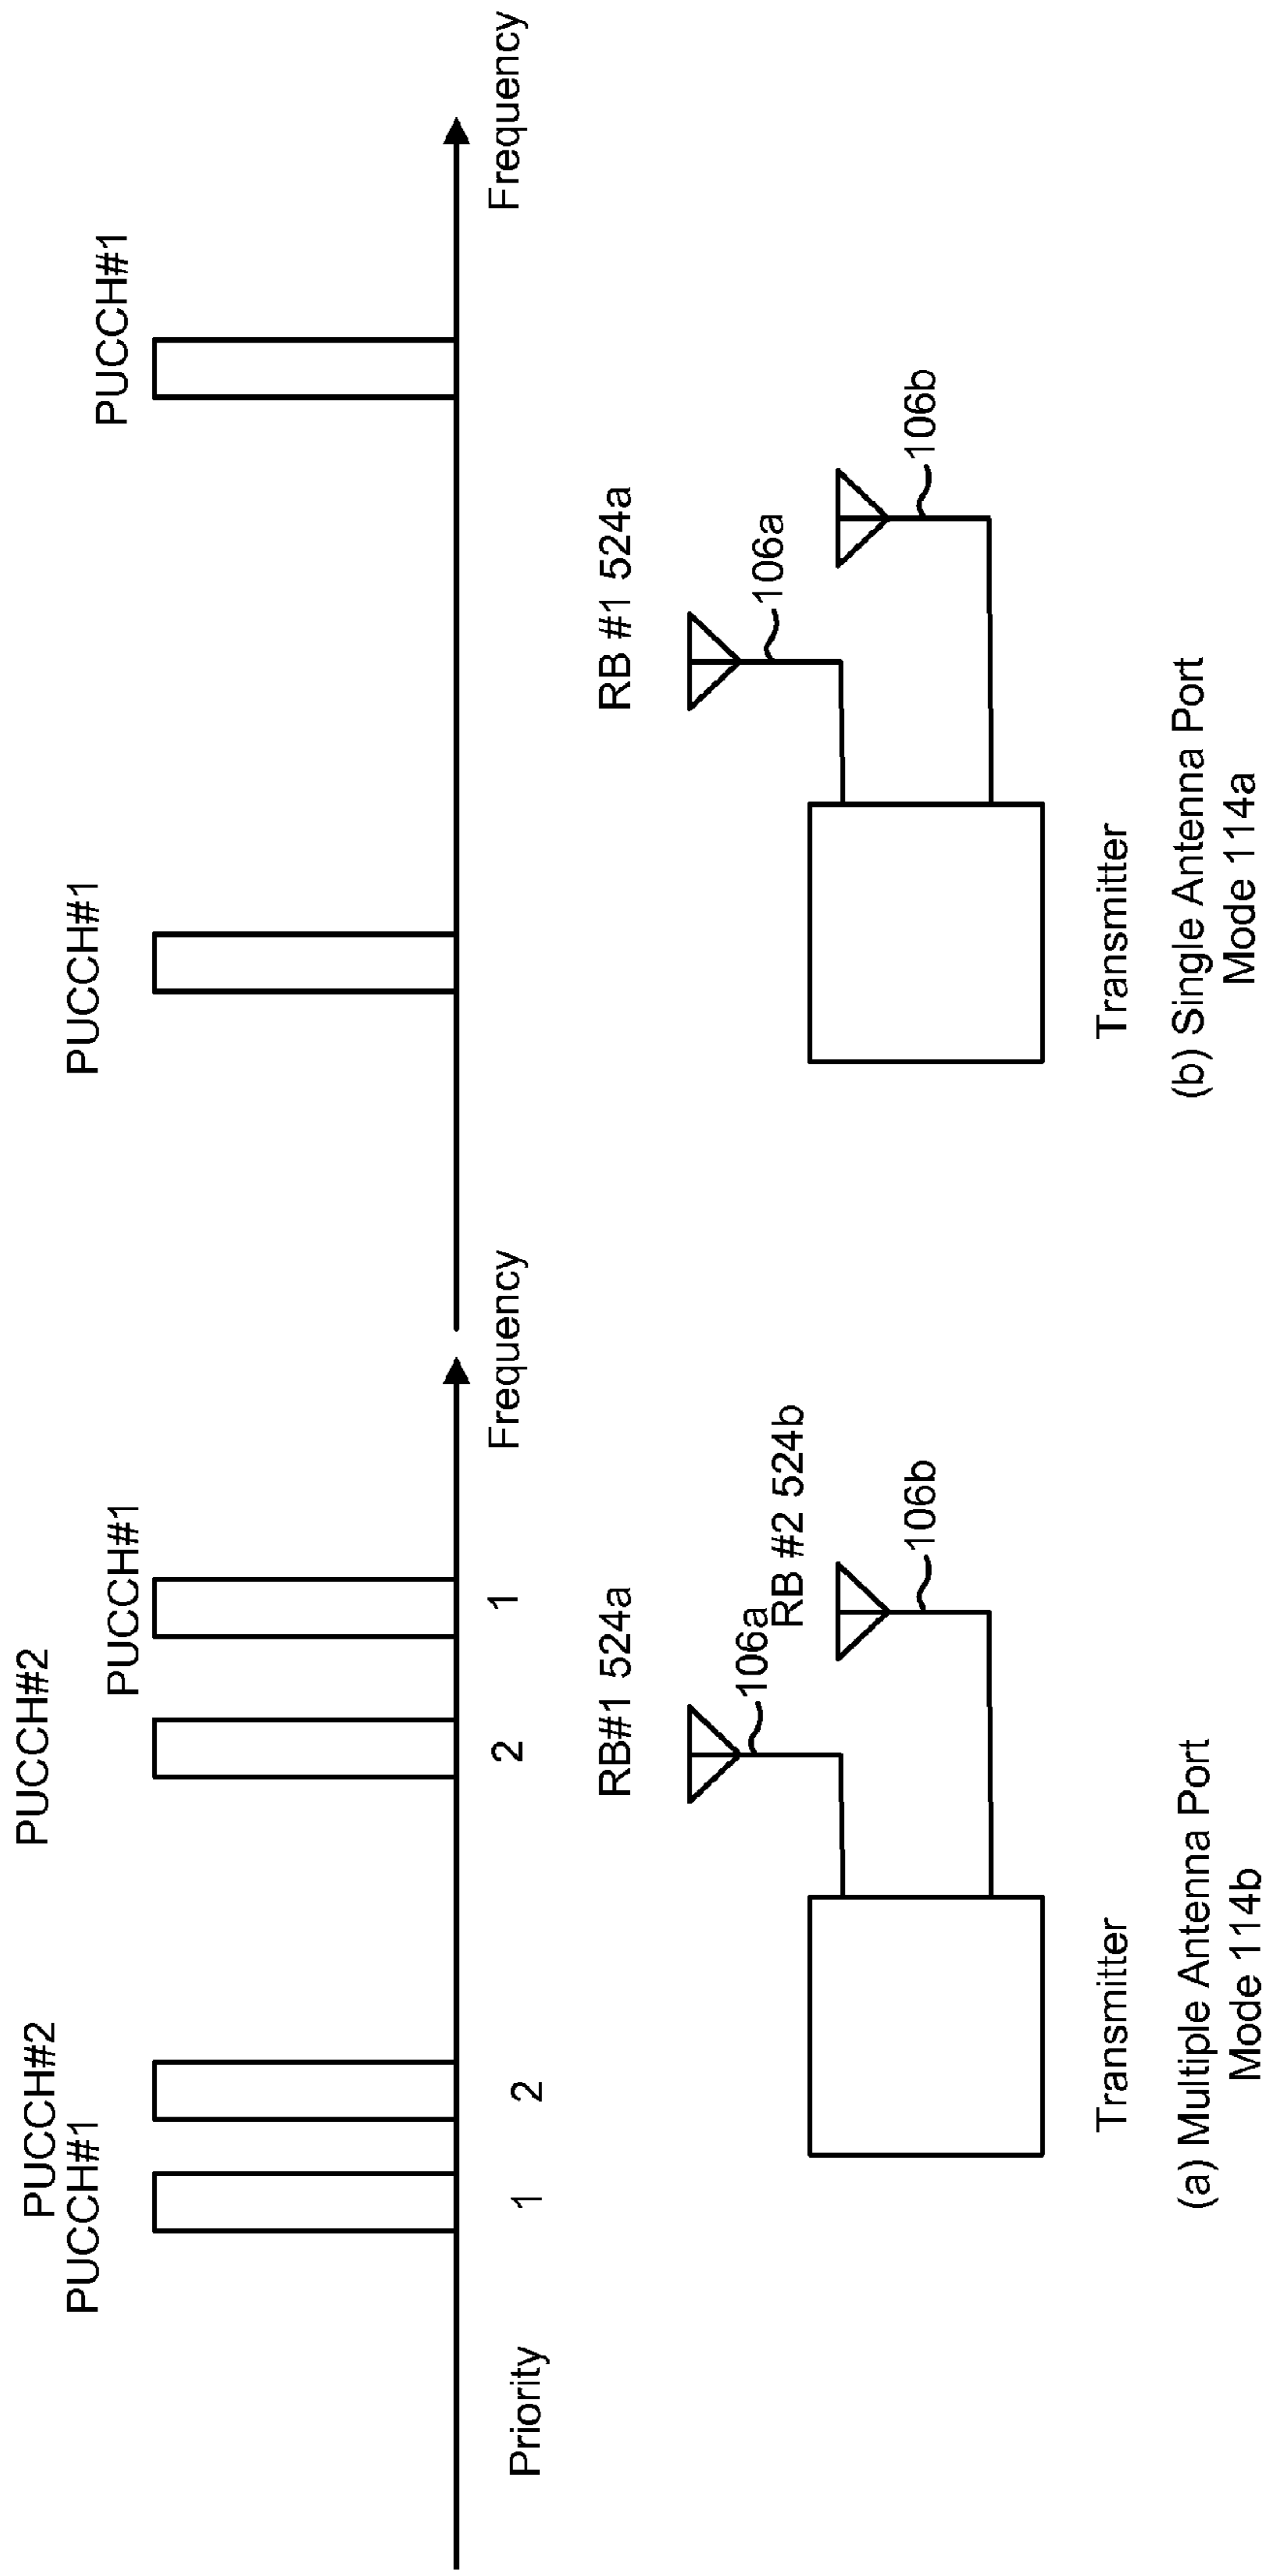 PUCCH#2
PUCCH#1
PUCCH#2
PUCCH#1
Priority
1
2
2
1
Frequency
RB#1 524a
106a
RB #2 524b
106b
Transmitter
(a) Multiple Antenna Port
Mode 114b
PUCCH#1
PUCCH#1
Frequency
RB #1 524a
106a
106b
Transmitter
(b) Single Antenna Port
Mode 114a